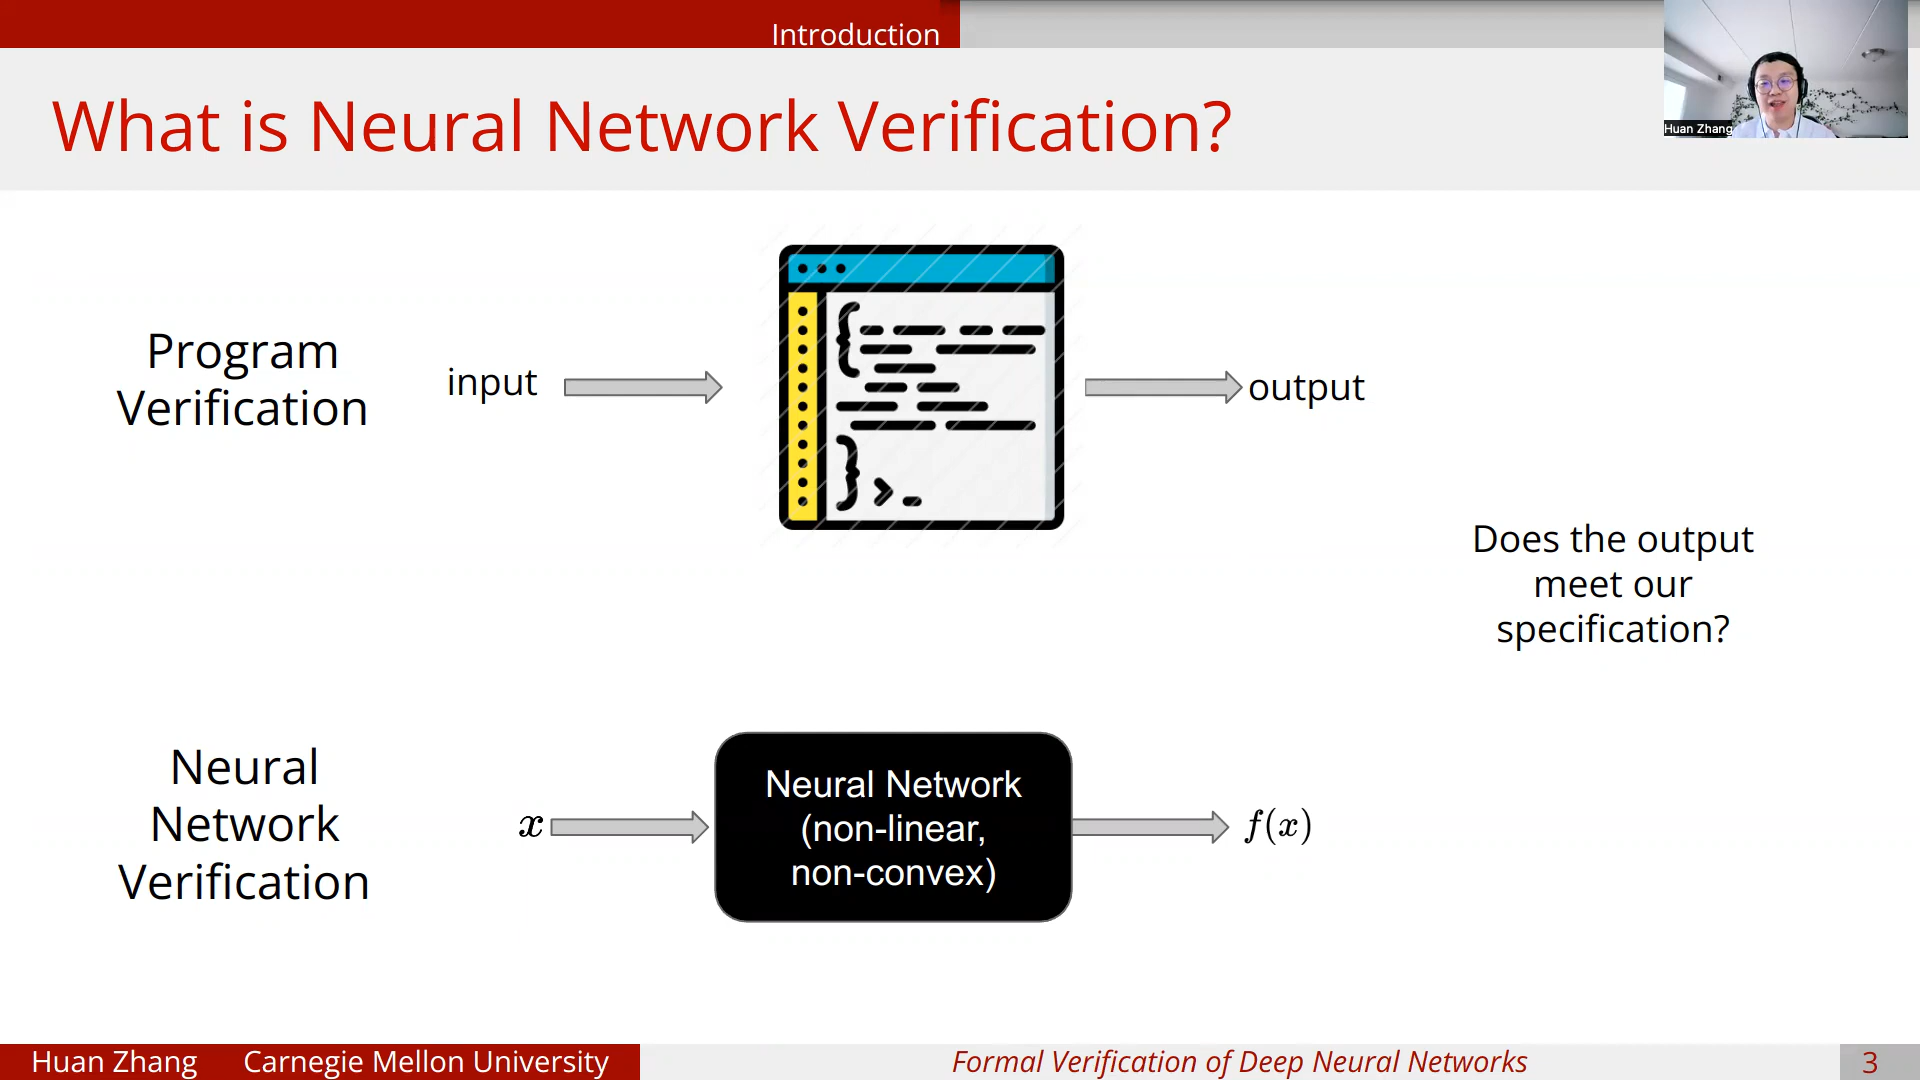 Introduction
What is Neural Network Verification?
Huan Zhang
Program
Verification
input
output
Does the output
meet our
specification?
Neural
Network
Verification
x
Neural Network
(non-linear,
non-convex)
f(x)
Huan Zhang Carnegie Mellon University
Formal Verification of Deep Neural Networks
3